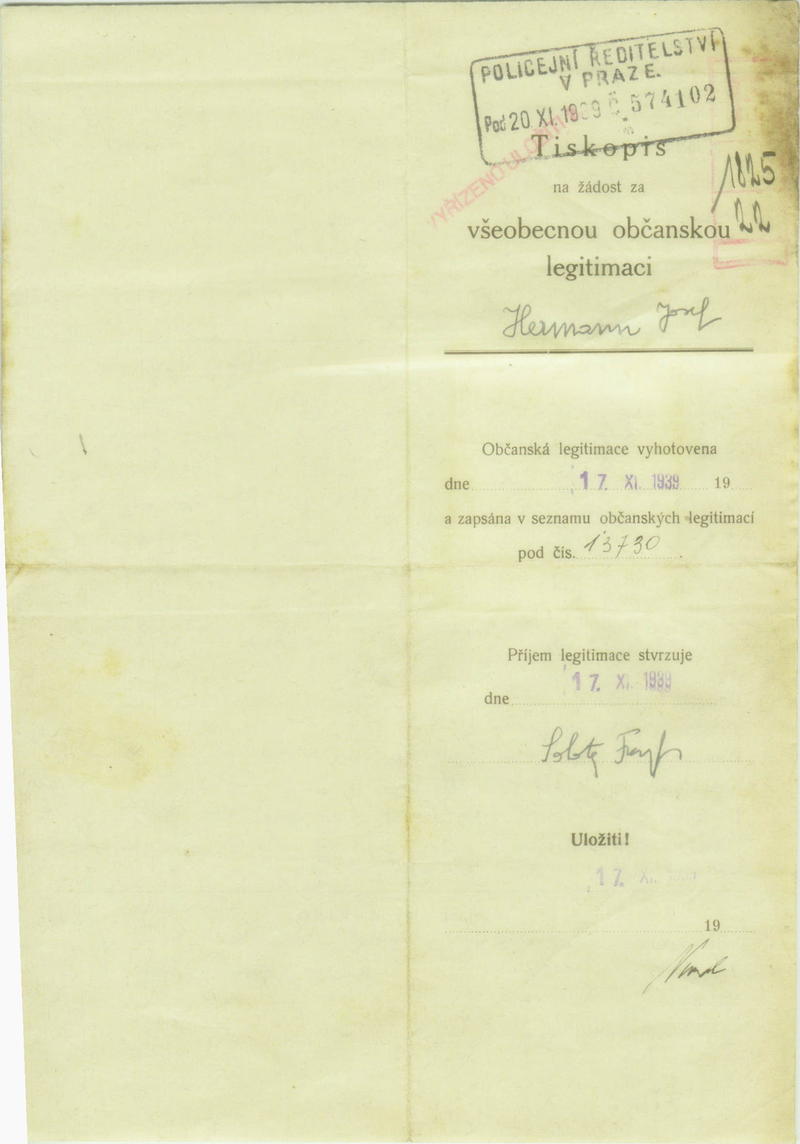 POLICEJNÍ ŘEDITELSTVÍ
V PRAZE.
Pod 20 XI. 1939 Č. 574102
Tiskopis
VYŘÍZENO
na žádost za
1825
22
všeobecnou občanskou
legitimaci
Hermann Josef
Občanská legitimace vyhotovena
dne 17. XI. 1939 19
a zapsána v seznamu občanských legitimací
pod čís. 13730 .
Příjem legitimace stvrzuje
17. XI. 1939
dne
Uložiti!
17. XI.
19